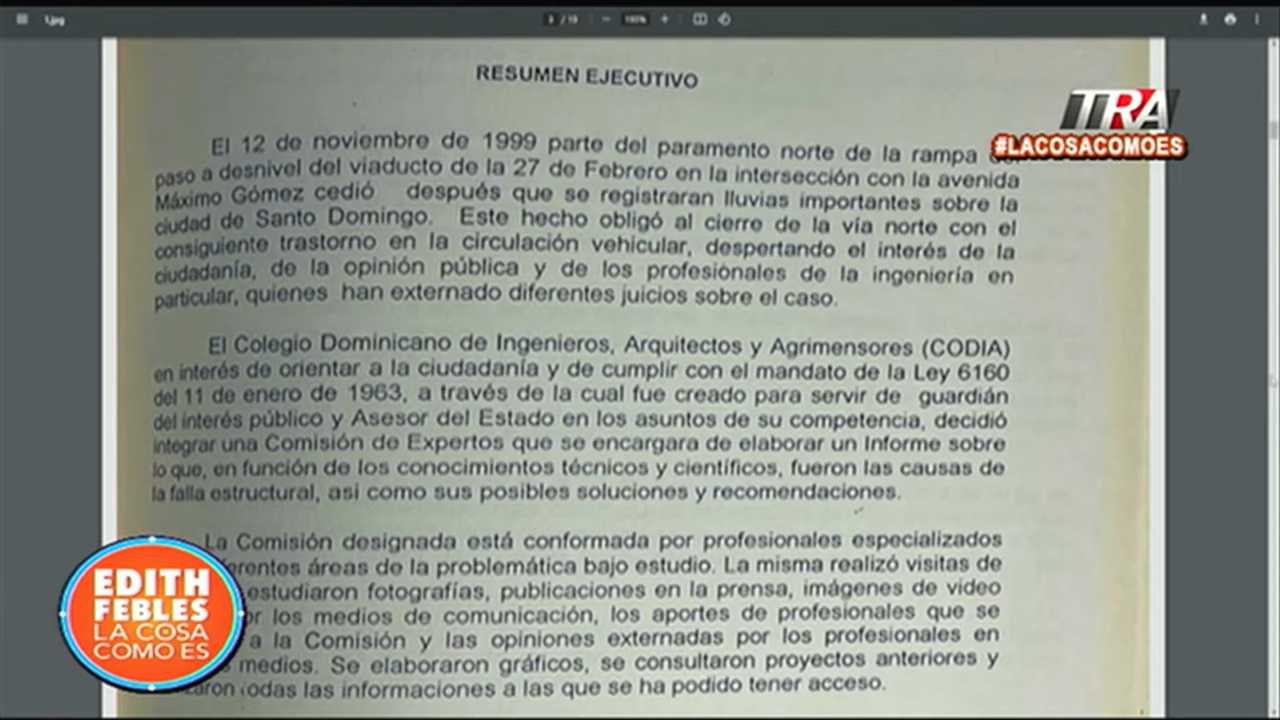 1.jpg
3 / 19
100%
TRA
#LACOSACOMOES
RESUMEN EJECUTIVO
El 12 de noviembre de 1999 parte del paramento norte de la rampa
paso a desnivel del viaducto de la 27 de Febrero en la intersección con la avenida
Máximo Gómez cedió después que se registraran lluvias importantes sobre la
ciudad de Santo Domingo. Este hecho obligó al cierre de la vía norte con el
consiguiente trastorno en la circulación vehicular, despertando el interés de la
ciudadanía, de la opinión pública y de los profesionales de la ingeniería en
particular, quienes han externado diferentes juicios sobre el caso.
El Colegio Dominicano de Ingenieros, Arquitectos y Agrimensores (CODIA)
en interés de orientar a la ciudadanía y de cumplir con el mandato de la Ley 6160
del 11 de enero de 1963, a través de la cual fue creado para servir de guardián
del interés público y Asesor del Estado en los asuntos de su competencia, decidió
integrar una Comisión de Expertos que se encargara de elaborar un Informe sobre
lo que, en función de los conocimientos técnicos y científicos, fueron las causas de
la falla estructural, asi como sus posibles soluciones y recomendaciones.
La Comisión designada está conformada por profesionales especializados
áreas de la problemática bajo estudio. La misma realizó visitas de
estudiaron fotografías, publicaciones en la prensa, imágenes de video
los medios de comunicación, los aportes de profesionales que se
a la Comisión y las opiniones externadas por los profesionales en
medios. Se elaboraron gráficos, se consultaron proyectos anteriores y
todas las informaciones a las que se ha podido tener acceso.
EDITH
FEBLES
LA COSA
COMO ES